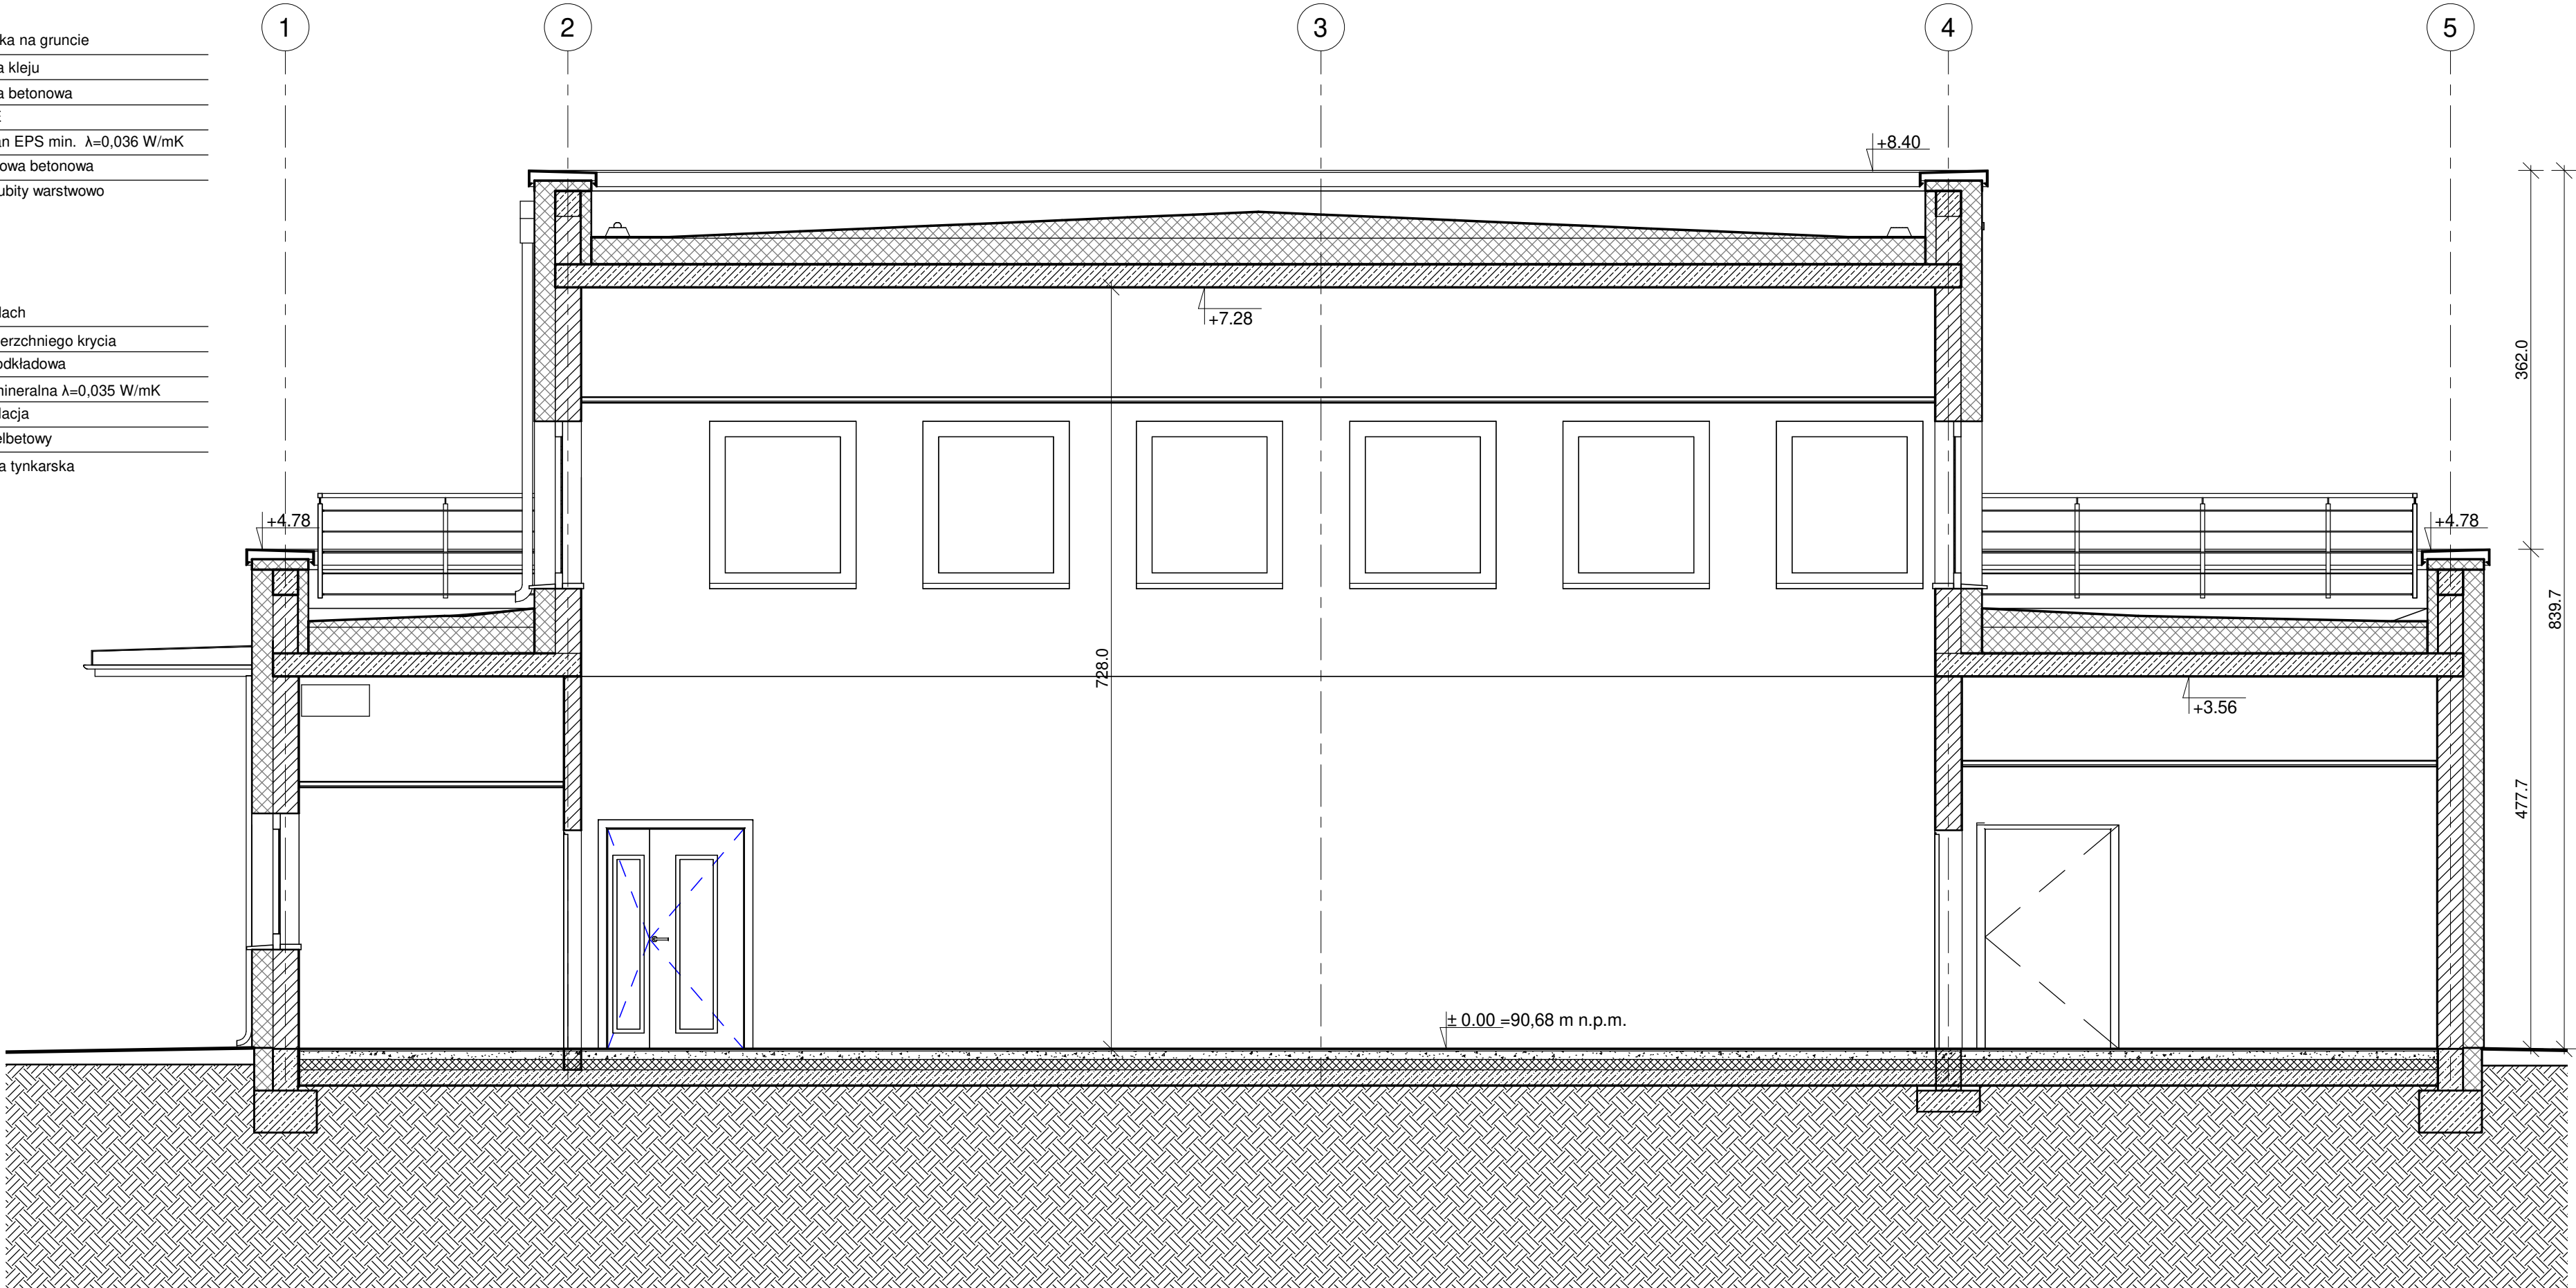 1
2
3
4
5
ka na gruncie
a kleju
a betonowa
an EPS min. λ=0,036 W/mK
owa betonowa
ubity warstwowo
+8.40
dach
+7.28
erzchniego krycia
odkładowa
362.0
mineralna λ=0,035 W/mK
lacja
elbetowy
a tynkarska
+4.78
+4.78
839.7
728.0
+3.56
477.7
± 0.00 =90,68 m n.p.m.